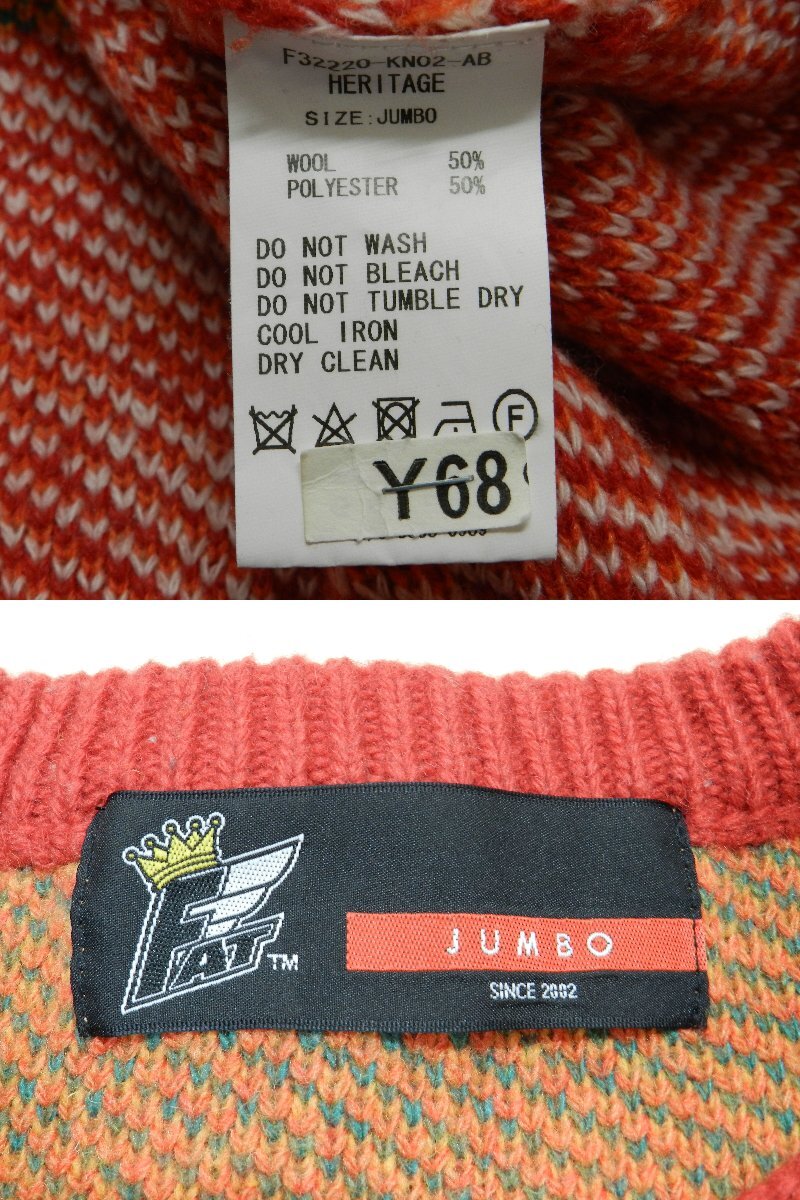 F32220-KN02-AB
HERITAGE
SIZE:JUMBO
WOOL 50%
POLYESTER 50%
DO NOT WASH
DO NOT BLEACH
DO NOT TUMBLE DRY
COOL IRON
DRY CLEAN
F
Y68
FAT TM
JUMBO
SINCE 2002